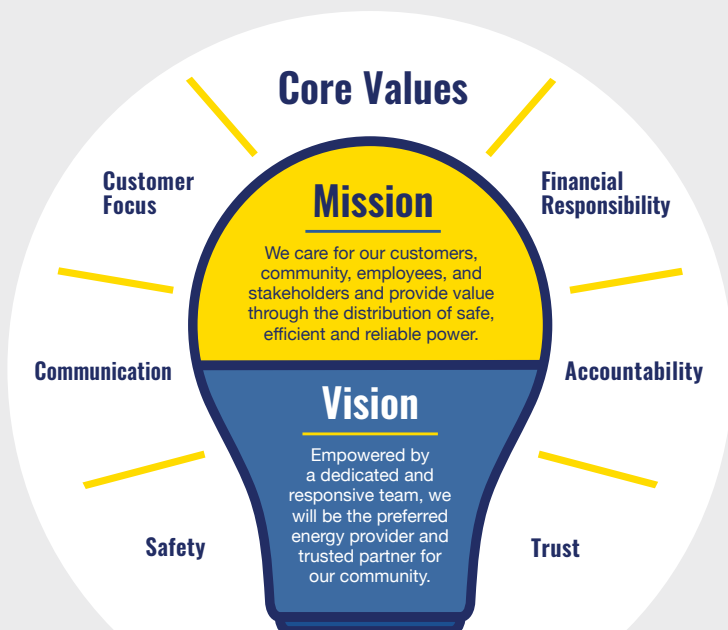 Core Values
Customer
Focus
Financial
Responsibility
Mission
We care for our customers,
community, employees, and
stakeholders and provide value
through the distribution of safe,
efficient and reliable power.
Communication
Accountability
Vision
Empowered by
a dedicated and
responsive team, we
will be the preferred
energy provider and
trusted partner for
our community.
Safety
Trust